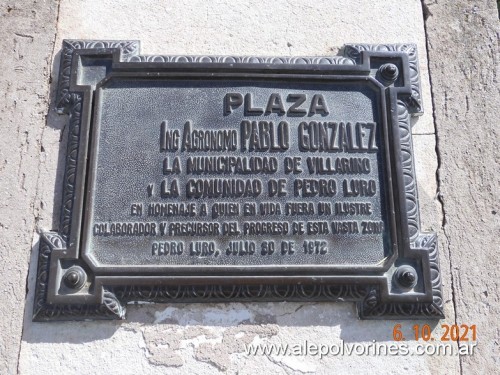 PLAZA
ING AGRONOMO PABLO GONZALEZ
LA MUNICIPALIDAD DE VILLARINO
Y LA COMUNIDAD DE PEDRO LURO
EN HOMENAJE A QUIEN EN VIDA FUERA UN ILUSTRE
COLABORADOR Y PRECURSOR DEL PROGRESO DE ESTA VASTA ZONA
PEDRO LURO, JULIO 30 DE 1972
6.10.2021
www.alepolvorines.com.ar